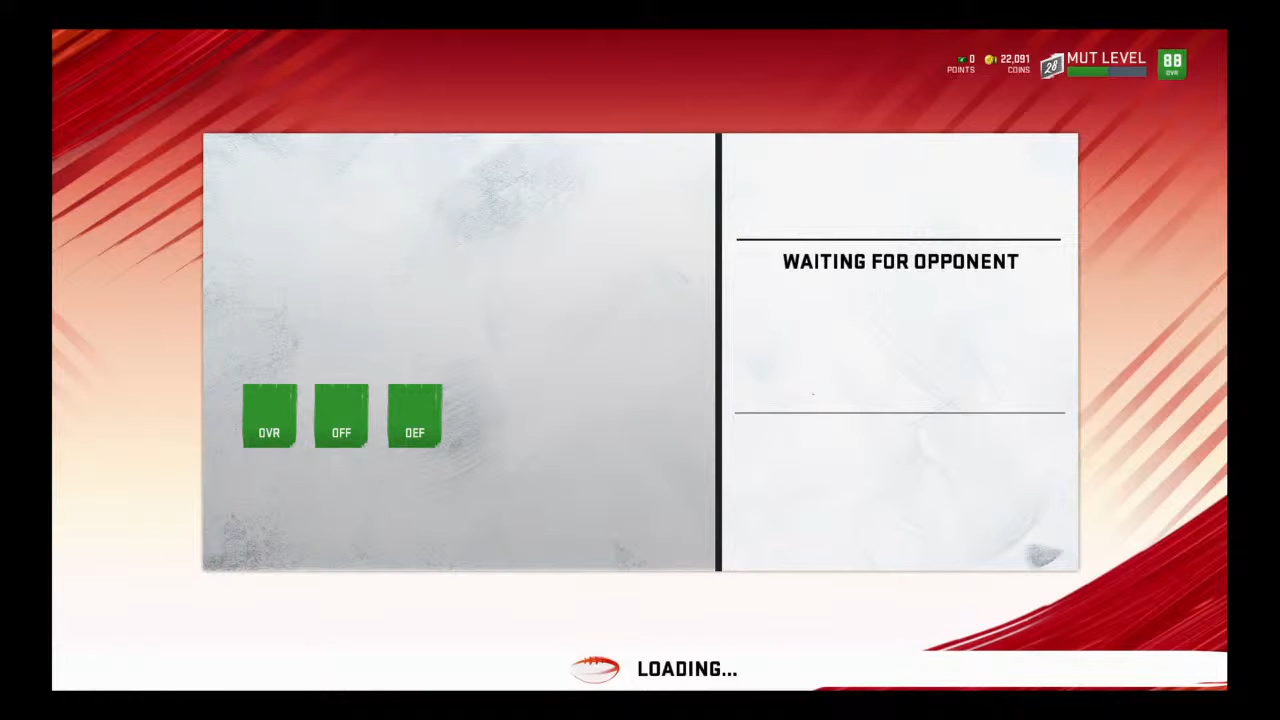 0 22,091 28 MUT LEVEL 88
POINTS COINS OVR
WAITING FOR OPPONENT
OVR OFF DEF
LOADING...